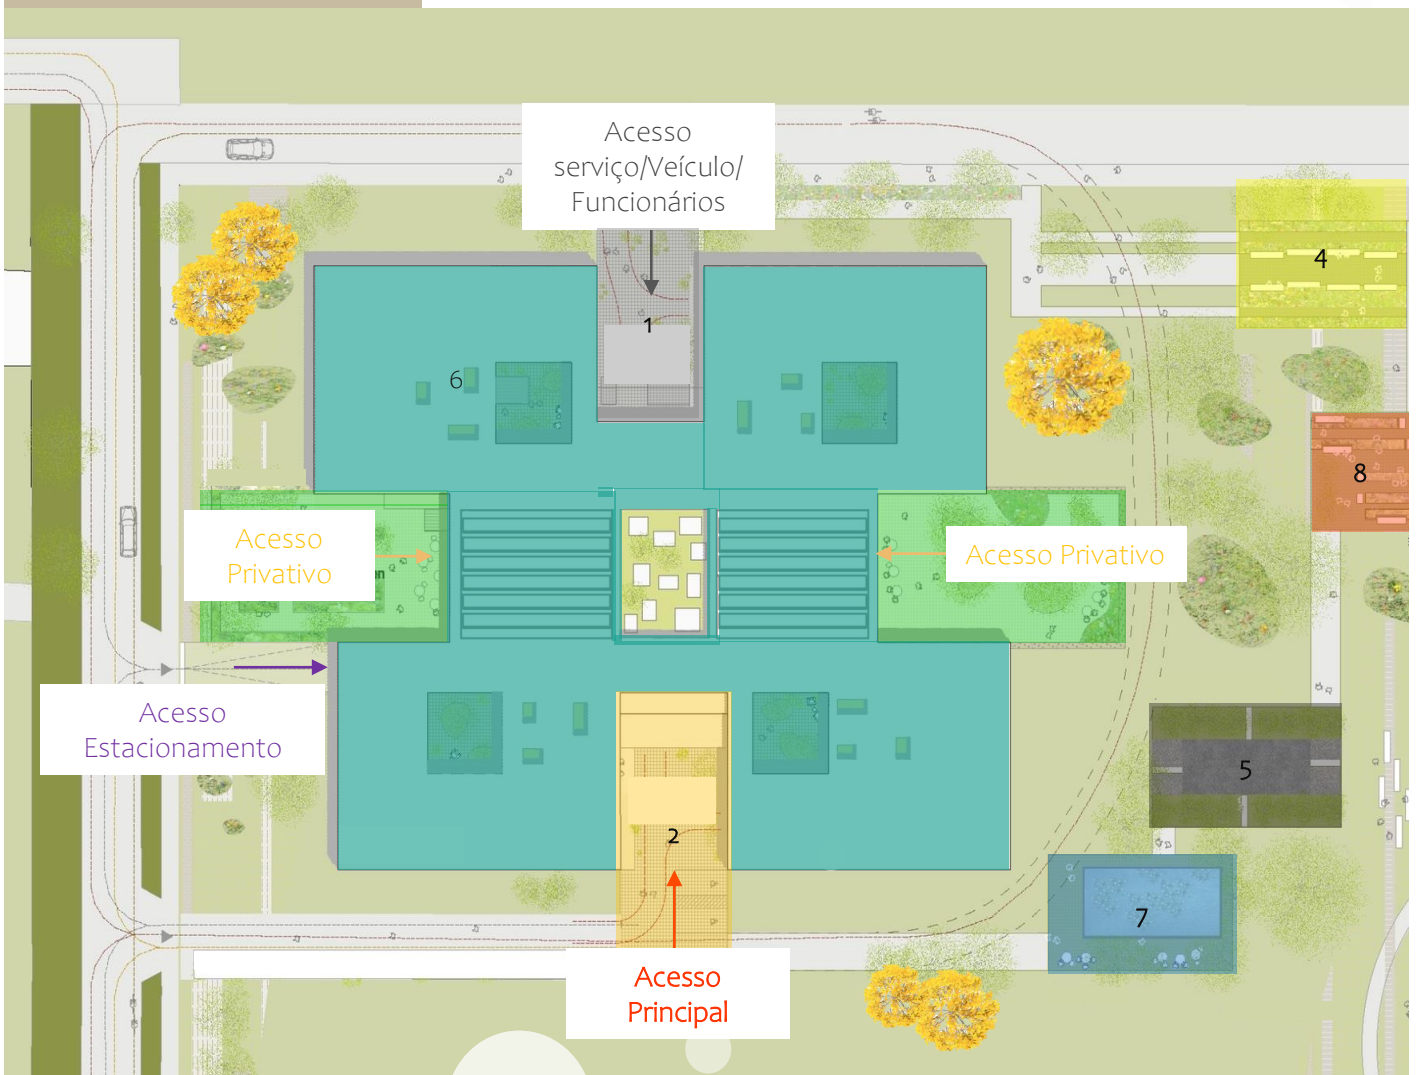 Acesso
serviço/Veículo/
Funcionários
1
4
6
8
Acesso
Privativo
an
Acesso Privativo
Acesso
Estacionamento
5
2
7
Acesso
Principal